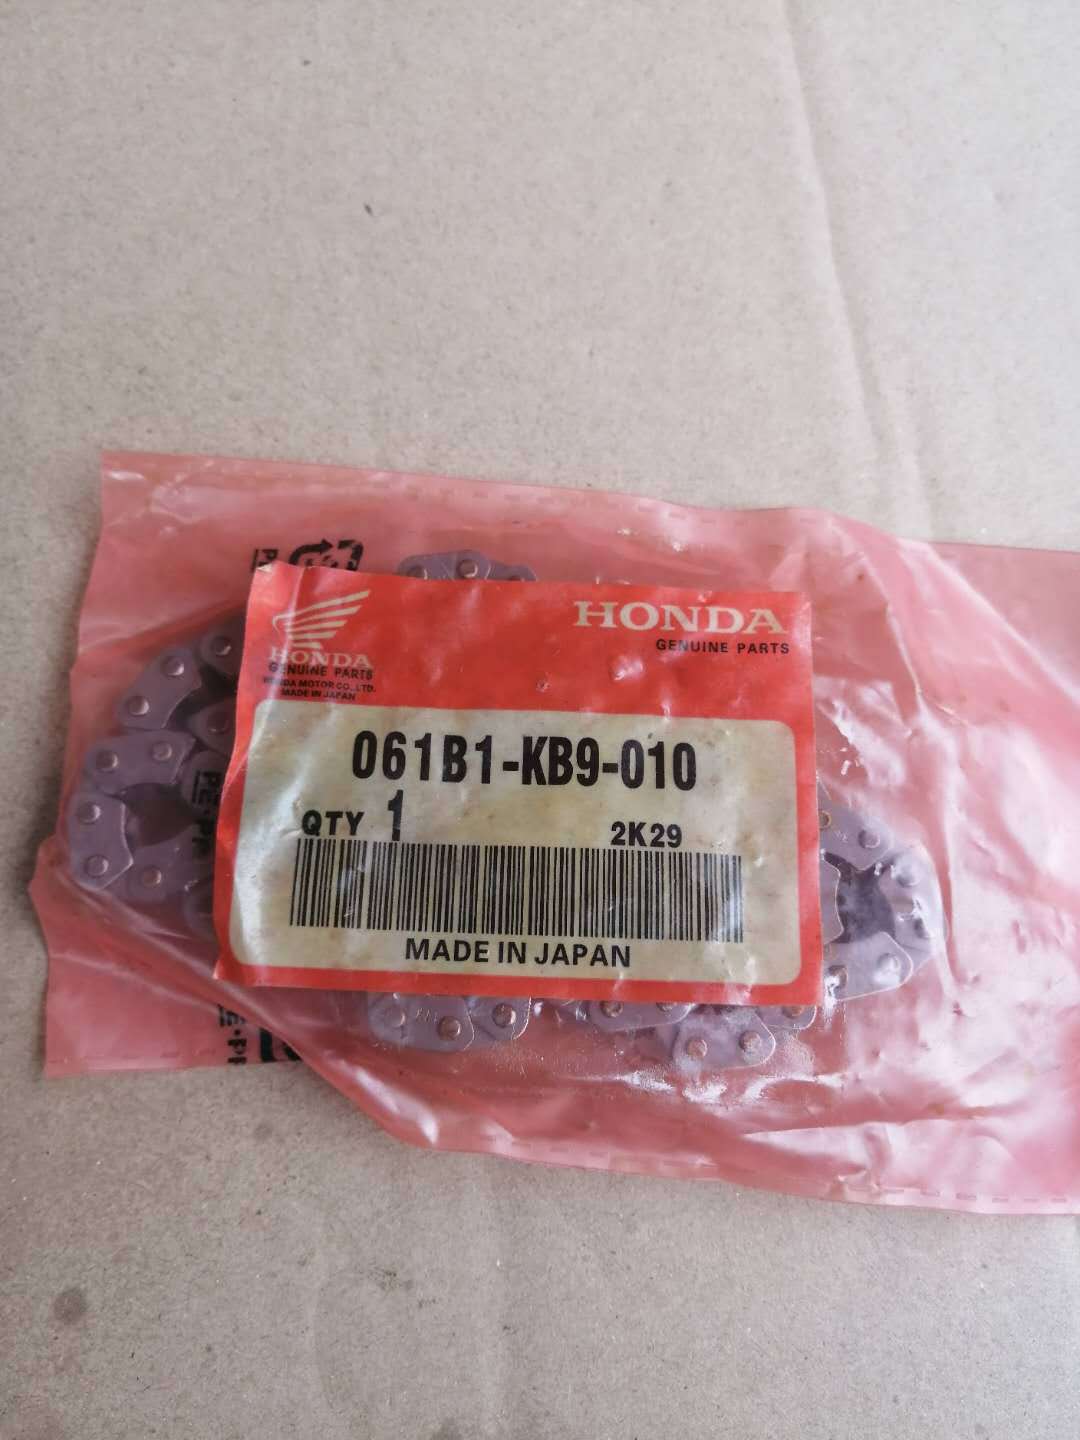 HONDA
GENUINE PARTS
HONDA
GENUINE PARTS
HONDA MOTOR CO., LTD.
MADE IN JAPAN
061B1-KB9-010
QTY 1
2K29
MADE IN JAPAN